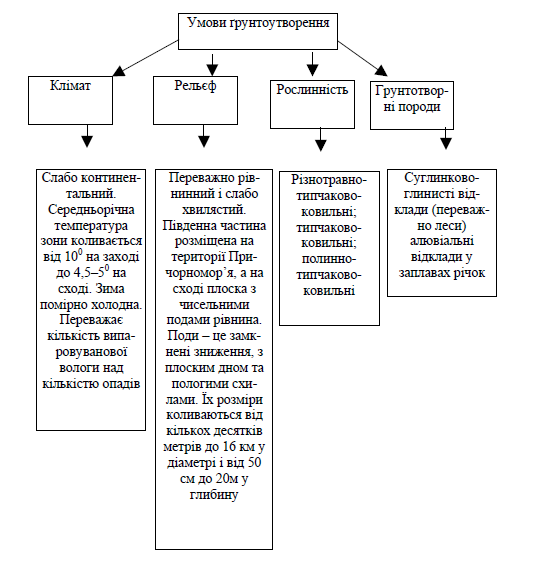 Умови ґрунтоутворення
Клімат
Рельєф
Рослинність
Грунтотвор-
ні породи
Слабо континен-
тальний.
Середньорічна
температура
зони коливається
від 10⁰ на заході
до 4,5–5⁰ на
сході. Зима
помірно холодна.
Переважає
кількість випа-
ровуванової
вологи над
кількістю опадів
Переважно рів-
нинний і слабо
хвилястий.
Південна частина
розміщена на
території При-
чорномор’я, а на
сході плоска з
чисельними
подами рівнина.
Поди – це замк-
нені зниження, з
плоским дном та
пологими схи-
лами. Їх розміри
коливаються від
кількох десятків
метрів до 16 км у
діаметрі і від 50
см до 20м у
глибину
Різнотравно-
типчаково-
ковильні;
типчаково-
ковильні;
полинно-
типчаково-
ковильні
Суглинково-
глинисті від-
клади (переваж-
но леси)
алювіальні
відклади у
заплавах річок